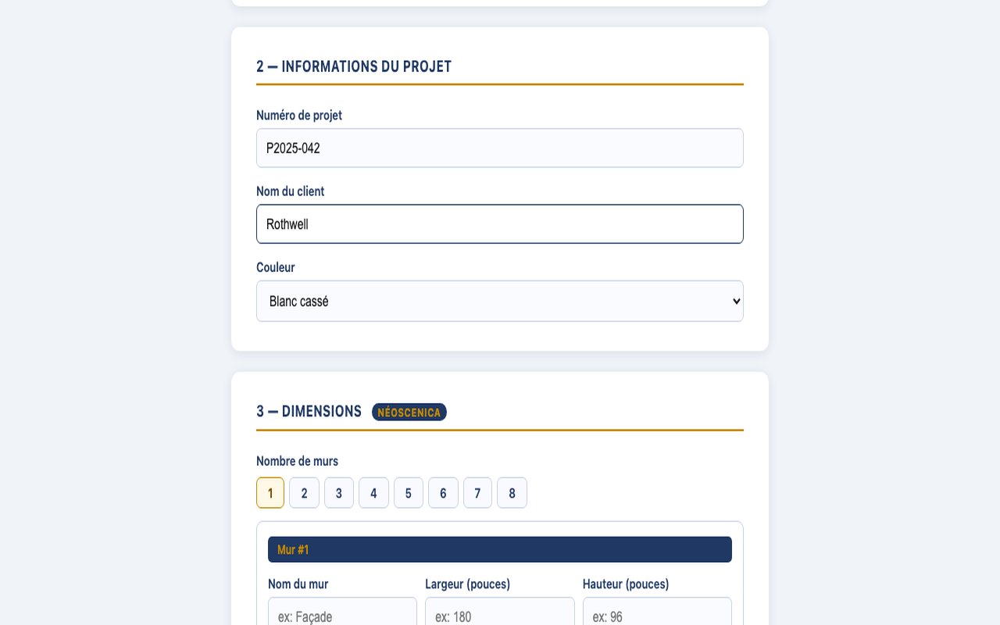 2 — INFORMATIONS DU PROJET
Numéro de projet
P2025-042
Nom du client
Rothwell
Couleur
Blanc cassé
3 — DIMENSIONS NÉOSCENICA
Nombre de murs
1 2 3 4 5 6 7 8
Mur #1
Nom du mur Largeur (pouces) Hauteur (pouces)
ex: Façade ex: 180 ex: 96